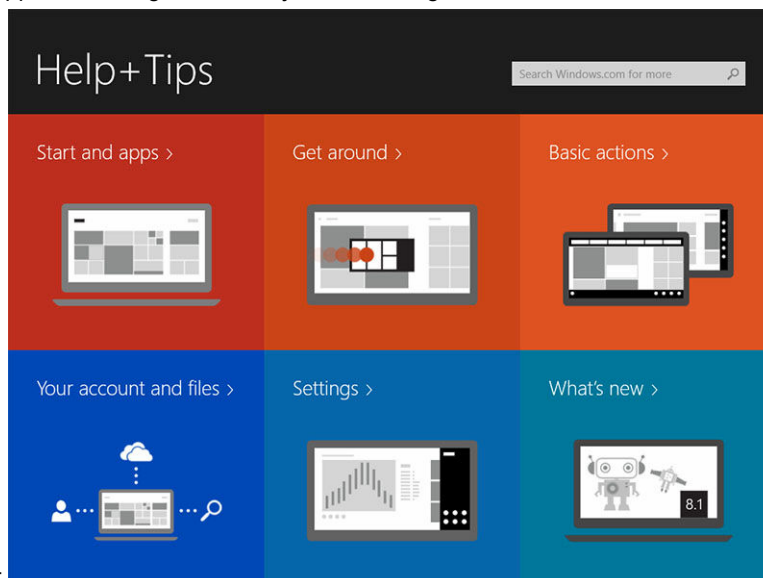 Help+Tips
Search Windows.com for more
Start and apps >
Get around >
Basic actions >
Your account and files >
Settings >
What's new >
8.1